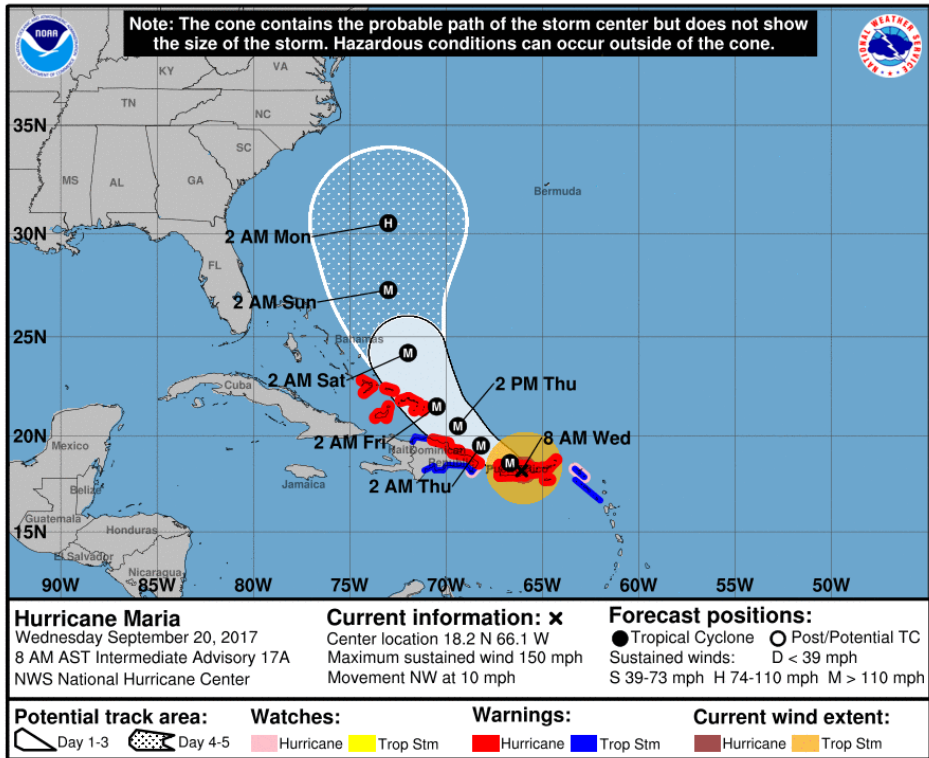 Note: The cone contains the probable path of the storm center but does not show
the size of the storm. Hazardous conditions can occur outside of the cone.
NOAA
NATIONAL WEATHER SERVICE
KY
VA
TN
NC
35N
SC
MS
AL
GA
Bermuda
2 AM Mon
H
30N
FL
2 AM Sun
M
25N
Bahamas
M
2 AM Sat
2 PM Thu
Cuba
M
M
20N
2 AM Fri
M
8 AM Wed
Mexico
Haiti
Dominican
M
Jamaica
2 AM Thu
Belize
Guatemala
Honduras
15N
El Salvador
Nicaragua
90W 85W 80W 75W 70W 65W 60W 55W 50W
Hurricane Maria
Wednesday September 20, 2017
8 AM AST Intermediate Advisory 17A
NWS National Hurricane Center
Current information: x
Center location 18.2 N 66.1 W
Maximum sustained wind 150 mph
Movement NW at 10 mph
Forecast positions:
Tropical Cyclone Post/Potential TC
Sustained winds: D < 39 mph
S 39-73 mph H 74-110 mph M > 110 mph
Potential track area:
Day 1-3 Day 4-5
Watches:
Hurricane Trop Stm
Warnings:
Hurricane Trop Stm
Current wind extent:
Hurricane Trop Stm